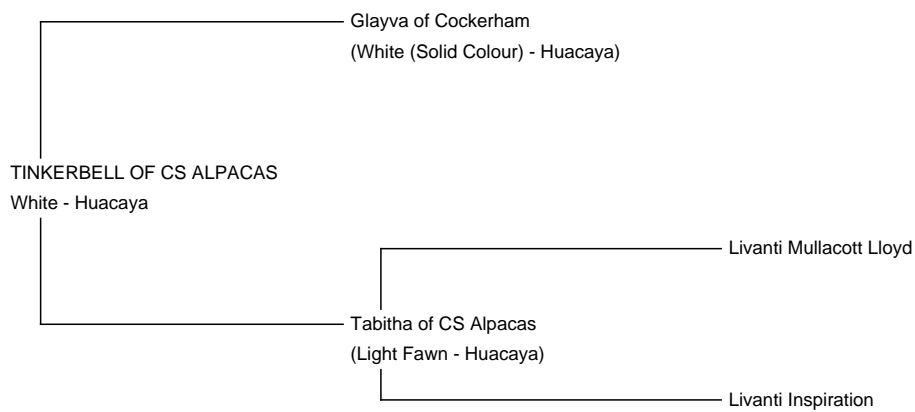 Glayva of Cockerham
(White (Solid Colour) - Huacaya)
TINKERBELL OF CS ALPACAS
White - Huacaya
Livanti Mullacott Lloyd
Tabitha of CS Alpacas
(Light Fawn - Huacaya)
Livanti Inspiration